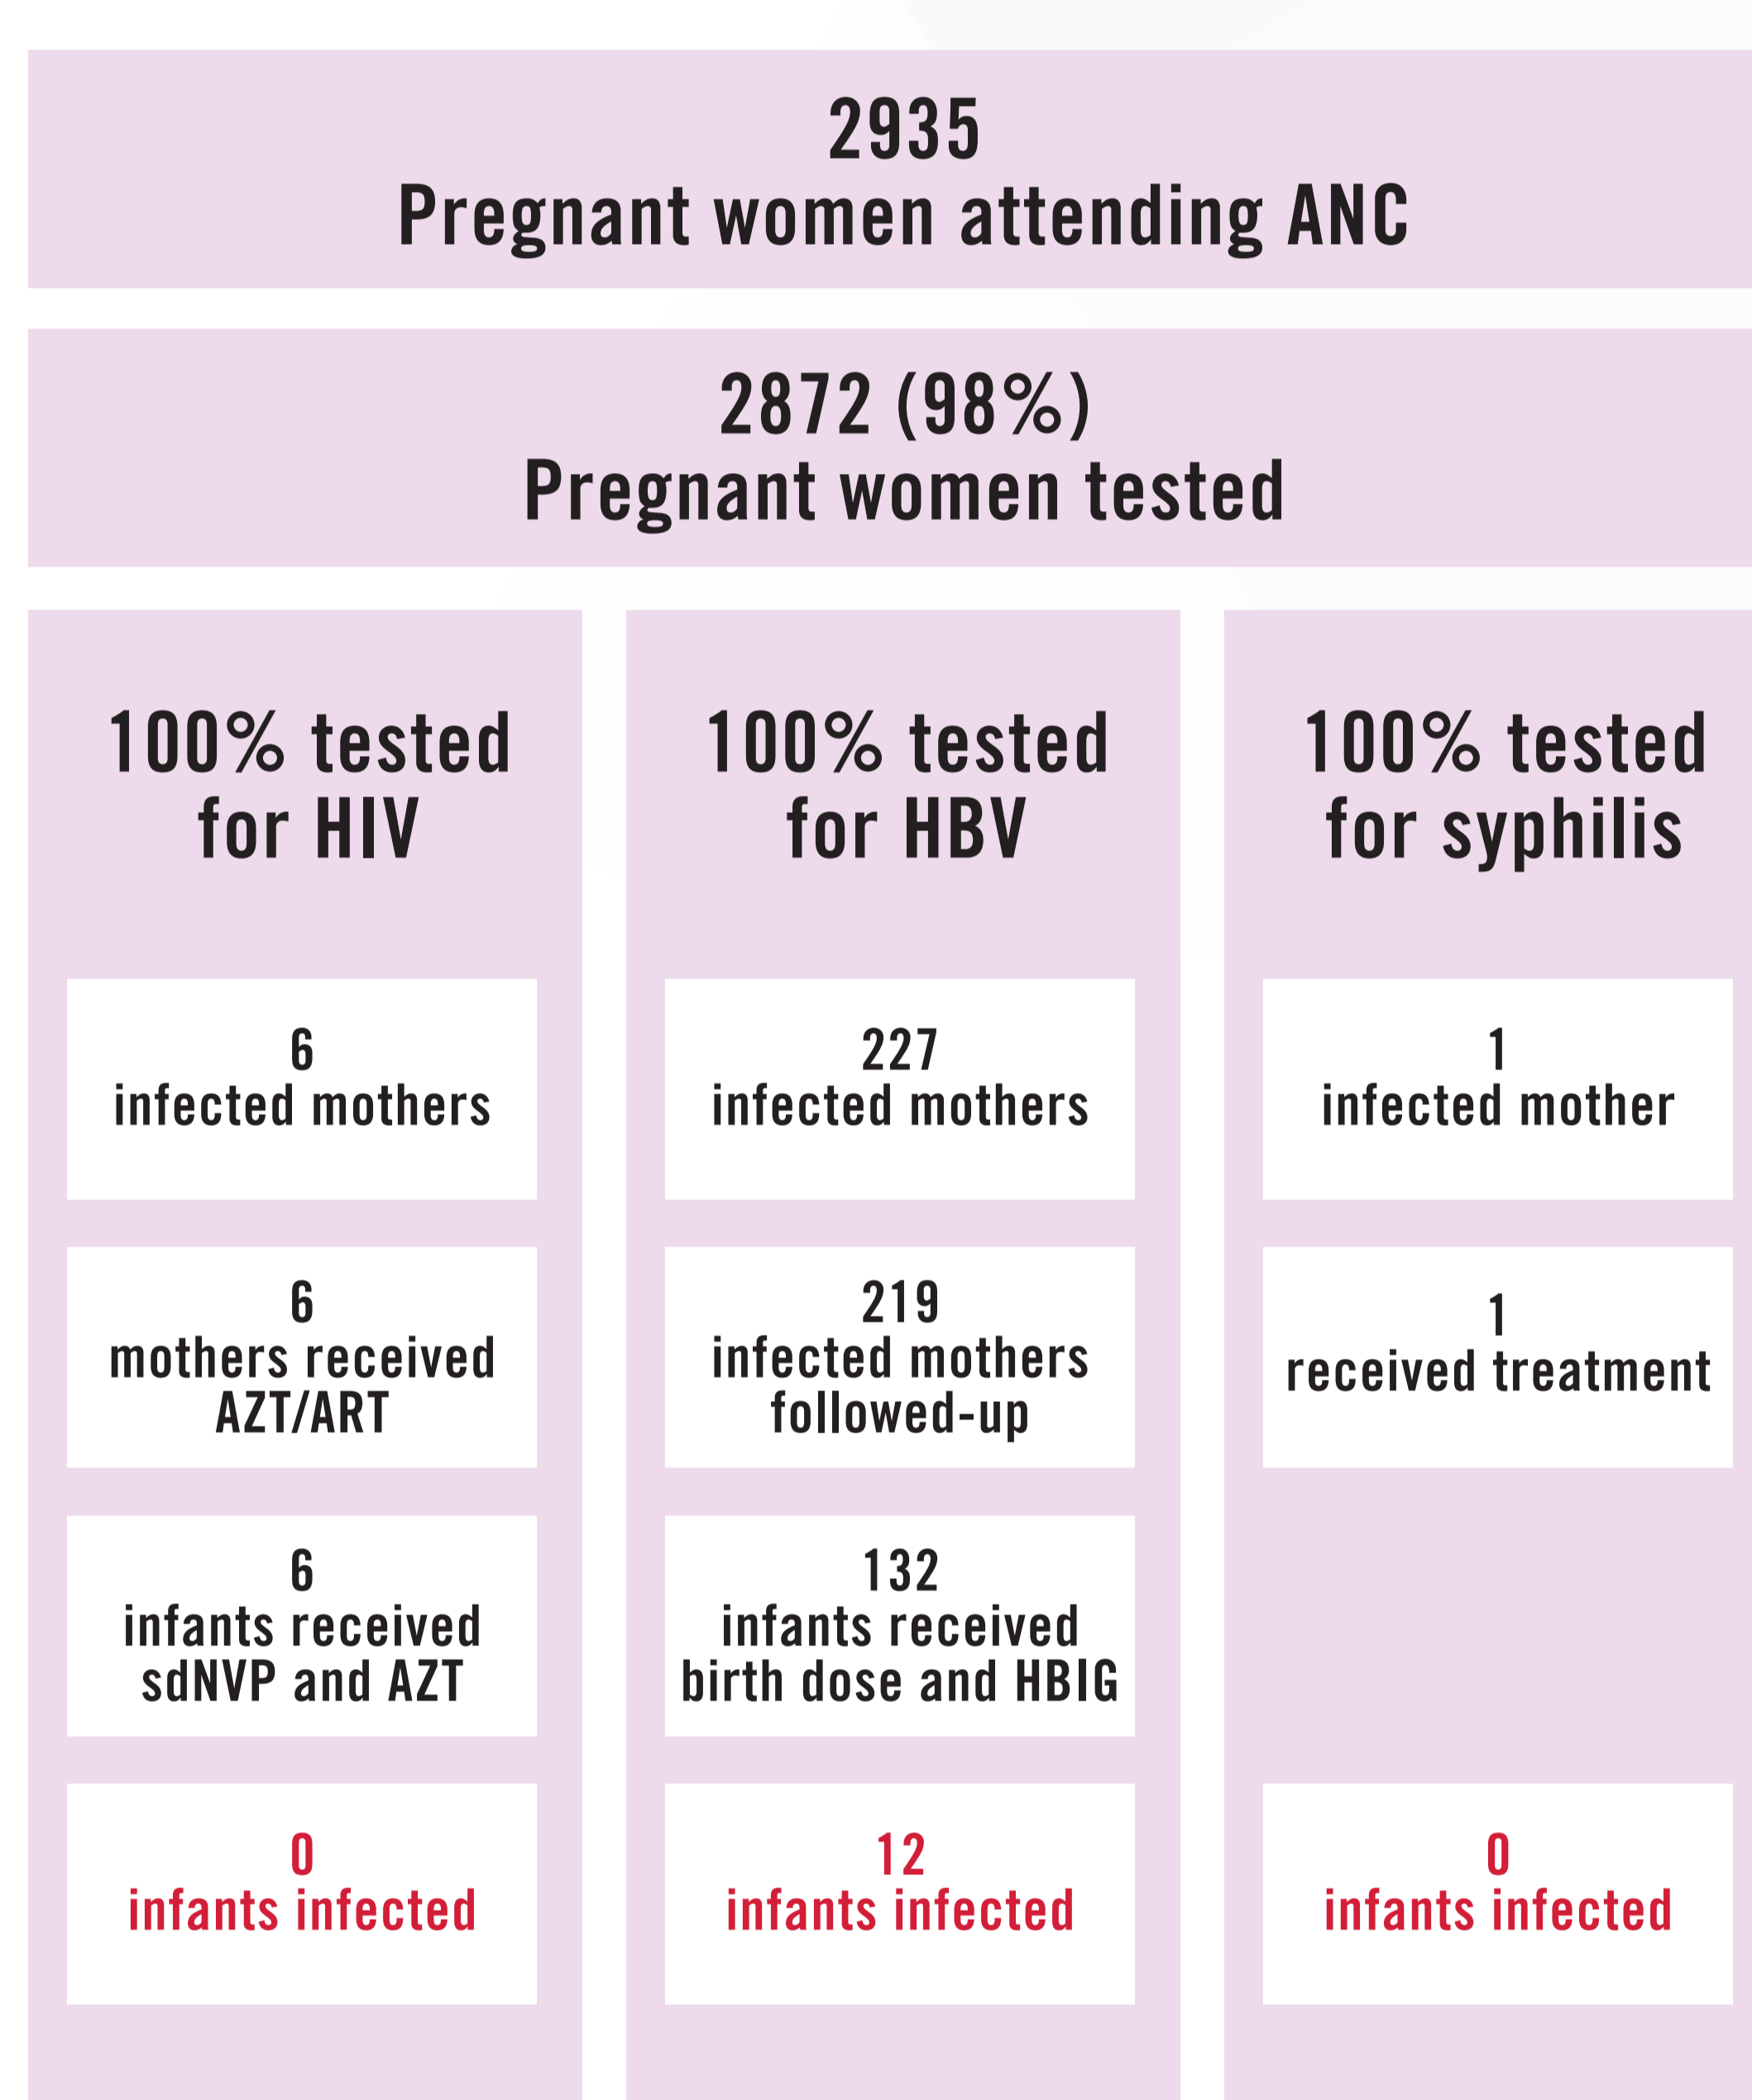 2935
Pregnant women attending ANC
2872 (98%)
Pregnant women tested
100% tested
for HIV
6
infected mothers
6
mothers received
AZT/ART
6
infants received
sdNVP and AZT
0
infants infected
100% tested
for HBV
227
infected mothers
219
infected mothers
followed-up
132
infants received
birth dose and HBIG
12
infants infected
100% tested
for syphilis
1
infected mother
1
received treatment
0
infants infected